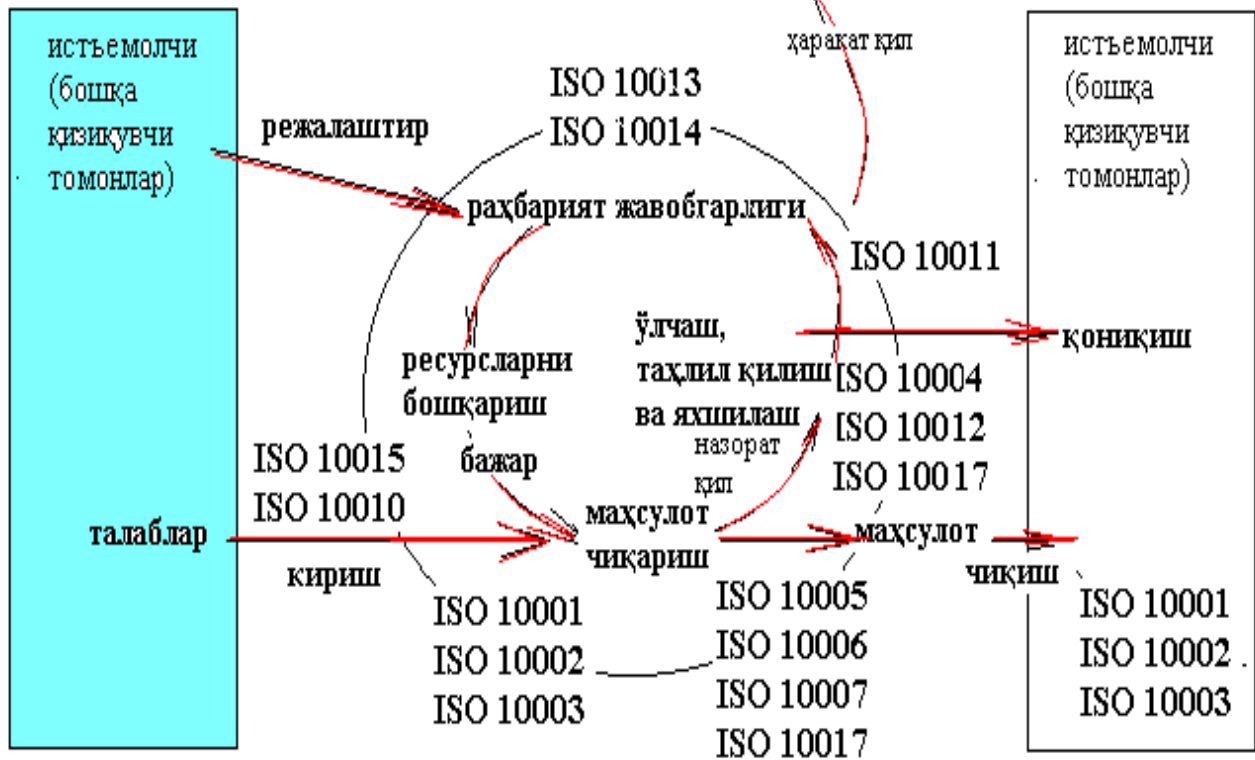 истъемолчи
(бошқа
қизиқувчи
томонлар)
режалаштир
ISO 10013
ISO 10014
ҳаракат қил
истъемолчи
(бошқа
қизиқувчи
томонлар)
раҳбарият жавобгарлиги
ISO 10011
ўлчаш,
таҳлил қилиш
ва яхшилаш
қониқиш
ресурсларни
бошқариш
ISO 10004
ISO 10012
ISO 10017
назорат
қил
бажар
ISO 10015
ISO 10010
талаблар
кириш
маҳсулот
чиқариш
маҳсулот
чиқиш
ISO 10001
ISO 10002
ISO 10003
ISO 10005
ISO 10006
ISO 10007
ISO 10017
ISO 10001
ISO 10002
ISO 10003